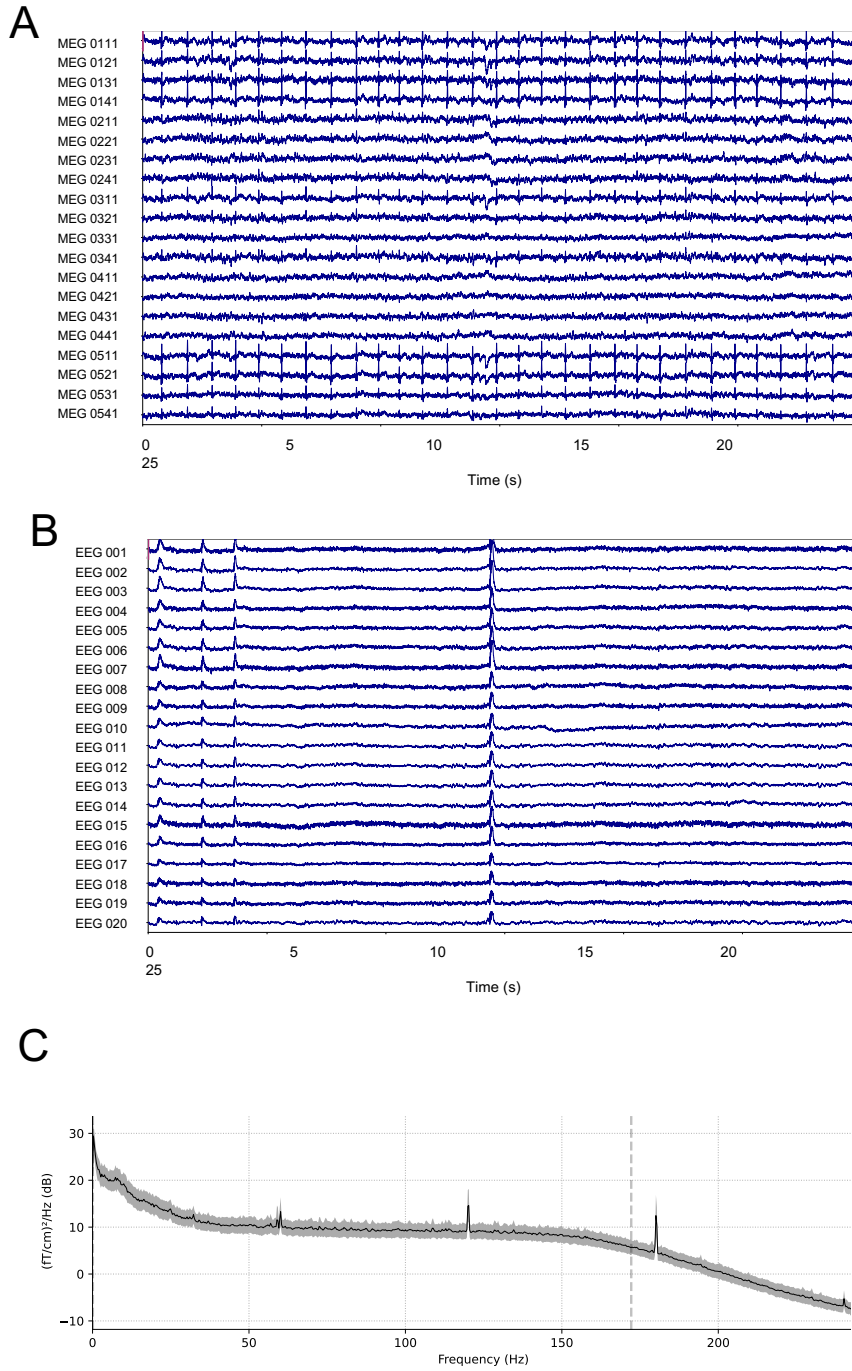 A
MEG 0111
MEG 0121
MEG 0131
MEG 0141
MEG 0211
MEG 0221
MEG 0231
MEG 0241
MEG 0311
MEG 0321
MEG 0331
MEG 0341
MEG 0411
MEG 0421
MEG 0431
MEG 0441
MEG 0511
MEG 0521
MEG 0531
MEG 0541
0 5 10 15 20
25
Time (s)
B
EEG 001
EEG 002
EEG 003
EEG 004
EEG 005
EEG 006
EEG 007
EEG 008
EEG 009
EEG 010
EEG 011
EEG 012
EEG 013
EEG 014
EEG 015
EEG 016
EEG 017
EEG 018
EEG 019
EEG 020
0 5 10 15 20
25
Time (s)
C
(fT/cm)²/Hz (dB)
30
20
10
0
−10
0 50 100 150 200
Frequency (Hz)